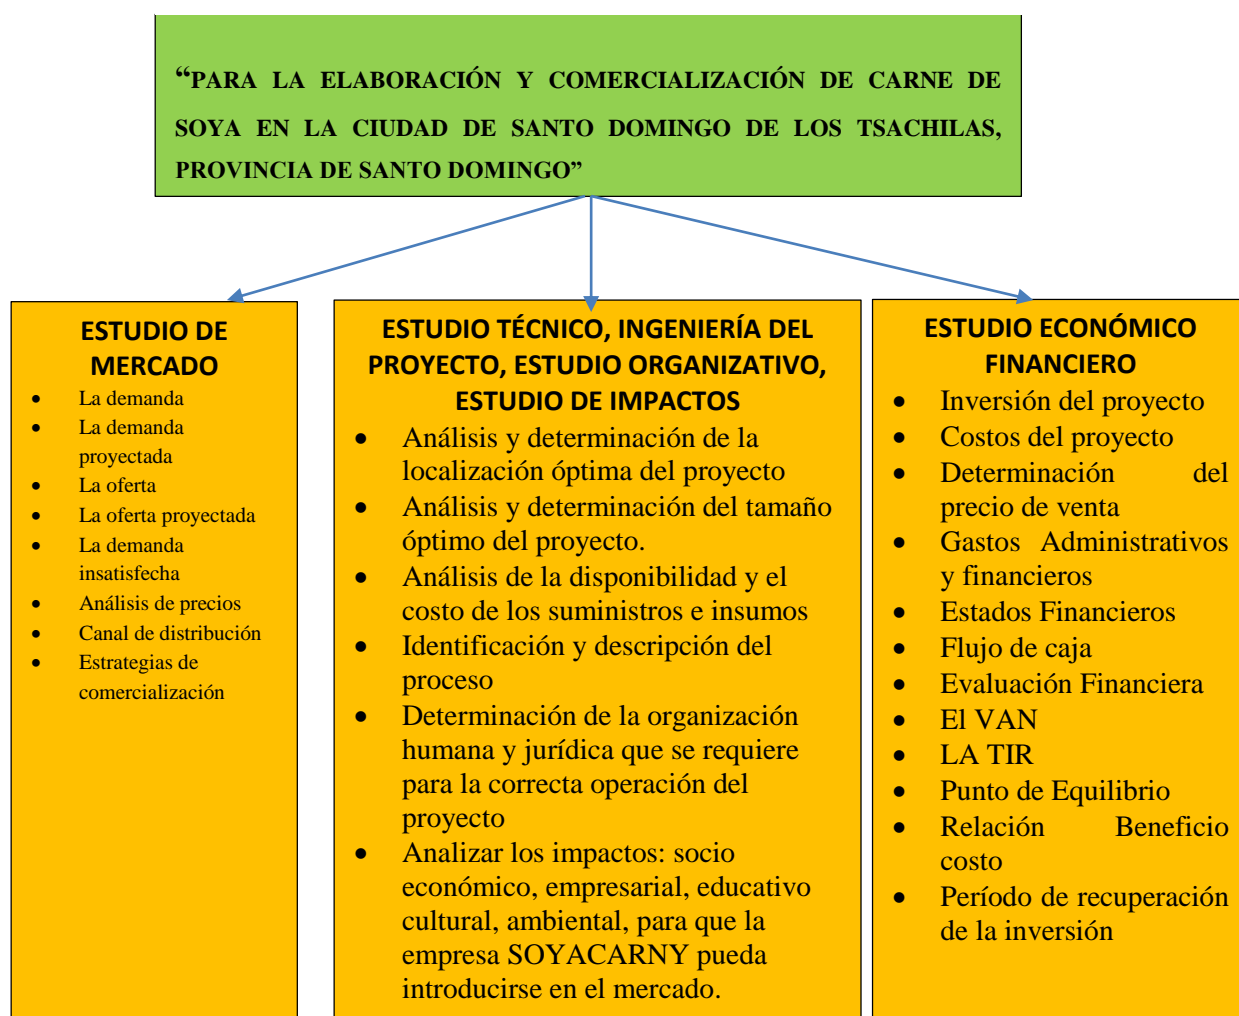 “PARA LA ELABORACIÓN Y COMERCIALIZACIÓN DE CARNE DE
SOYA EN LA CIUDAD DE SANTO DOMINGO DE LOS TSACHILAS,
PROVINCIA DE SANTO DOMINGO”
ESTUDIO DE
MERCADO
• La demanda
• La demanda
proyectada
• La oferta
• La oferta proyectada
• La demanda
insatisfecha
• Análisis de precios
• Canal de distribución
• Estrategias de
comercialización
ESTUDIO TÉCNICO, INGENIERÍA DEL
PROYECTO, ESTUDIO ORGANIZATIVO,
ESTUDIO DE IMPACTOS
• Análisis y determinación de la
localización óptima del proyecto
• Análisis y determinación del tamaño
óptimo del proyecto.
• Análisis de la disponibilidad y el
costo de los suministros e insumos
• Identificación y descripción del
proceso
• Determinación de la organización
humana y jurídica que se requiere
para la correcta operación del
proyecto
• Analizar los impactos: socio
económico, empresarial, educativo
cultural, ambiental, para que la
empresa SOYACARNY pueda
introducirse en el mercado.
ESTUDIO ECONÓMICO
FINANCIERO
• Inversión del proyecto
• Costos del proyecto
• Determinación del
precio de venta
• Gastos Administrativos
y financieros
• Estados Financieros
• Flujo de caja
• Evaluación Financiera
• El VAN
• LA TIR
• Punto de Equilibrio
• Relación Beneficio
costo
• Período de recuperación
de la inversión